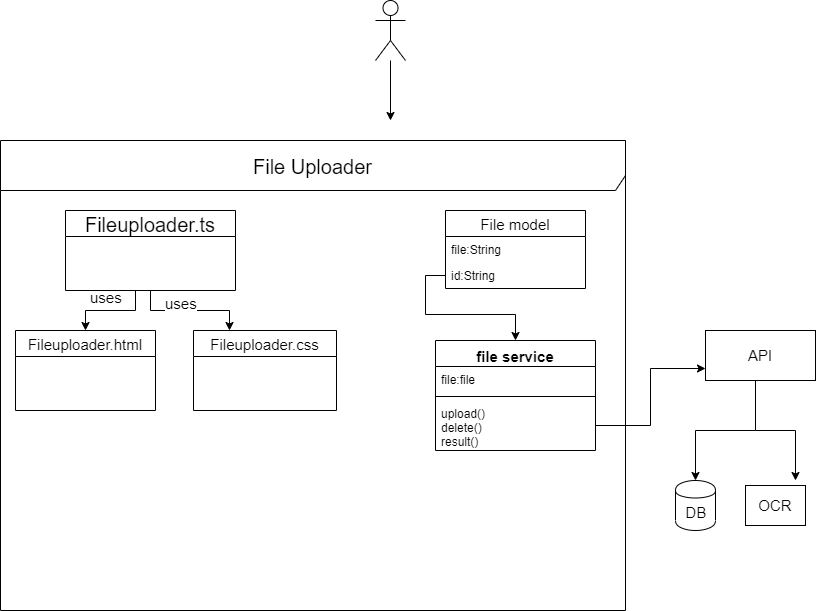 File Uploader
Fileuploader.ts
uses
uses
Fileuploader.html
Fileuploader.css
File model
file:String
id:String
file service
file:file
upload()
delete()
result()
API
DB
OCR